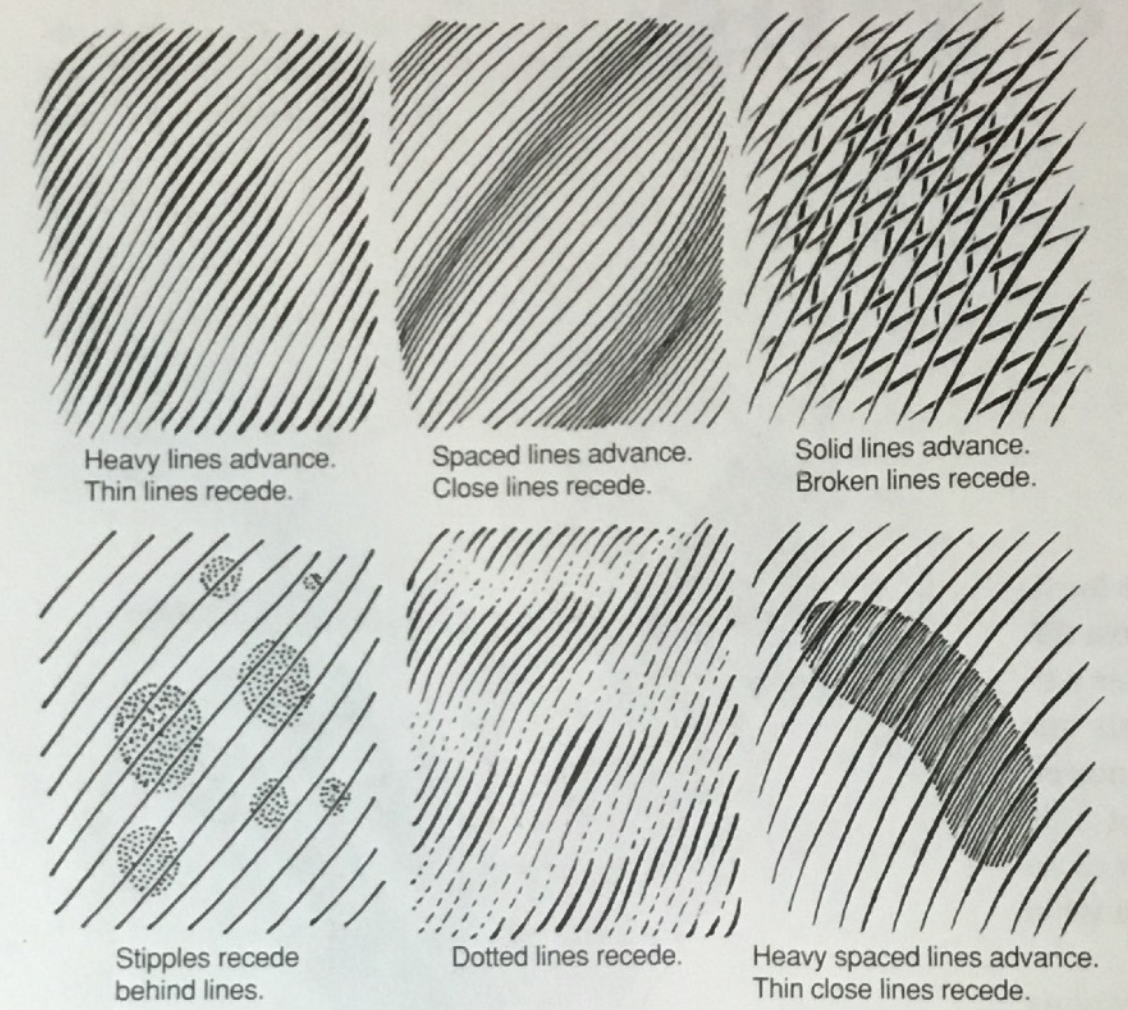 Heavy lines advance.
Thin lines recede.
Spaced lines advance.
Close lines recede.
Solid lines advance.
Broken lines recede.
Stipples recede
behind lines.
Dotted lines recede.
Heavy spaced lines advance.
Thin close lines recede.